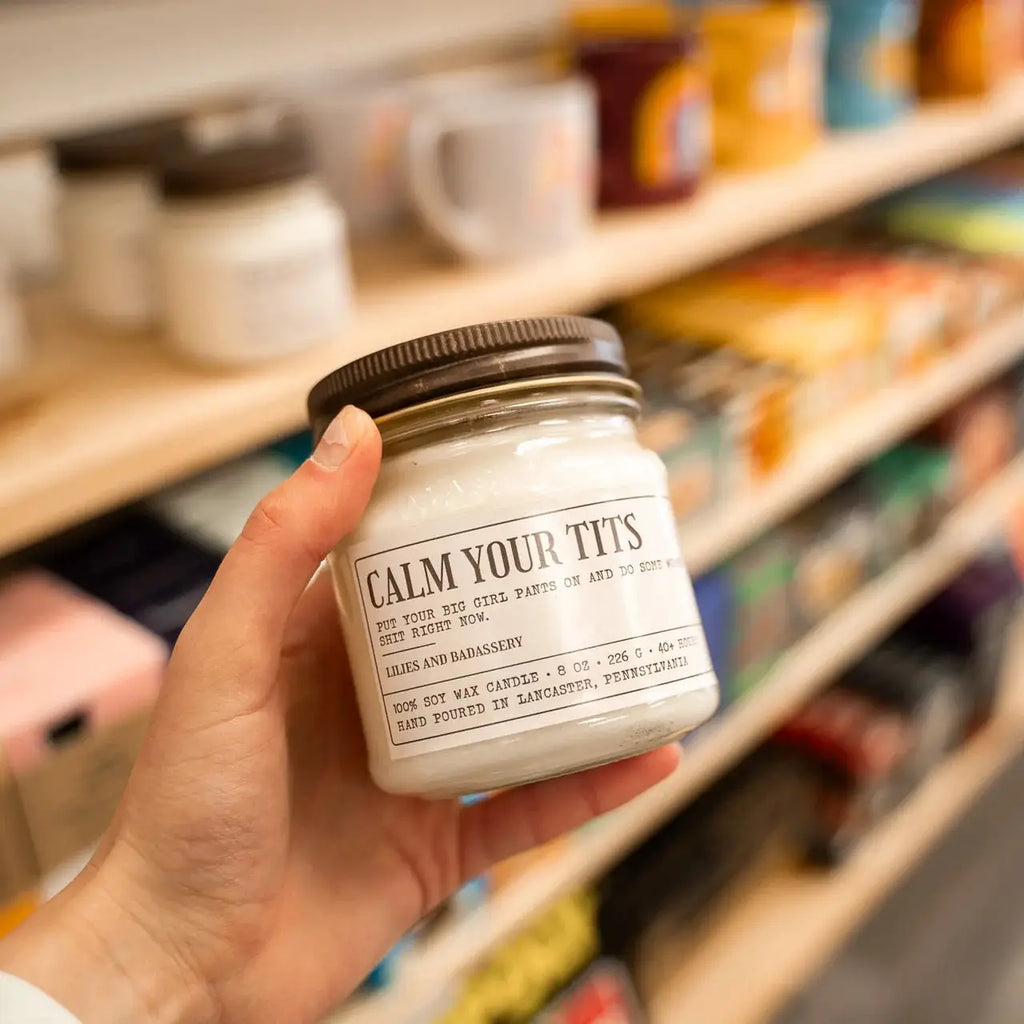 CALM YOUR TITS
PUT YOUR BIG GIRL PANTS ON AND DO SOME
SHIT RIGHT NOW.
LILIES AND BADASSERY
100% SOY WAX CANDLE · 8 OZ · 226 G · 40+ HOURS
HAND POURED IN LANCASTER, PENNSYLVANIA